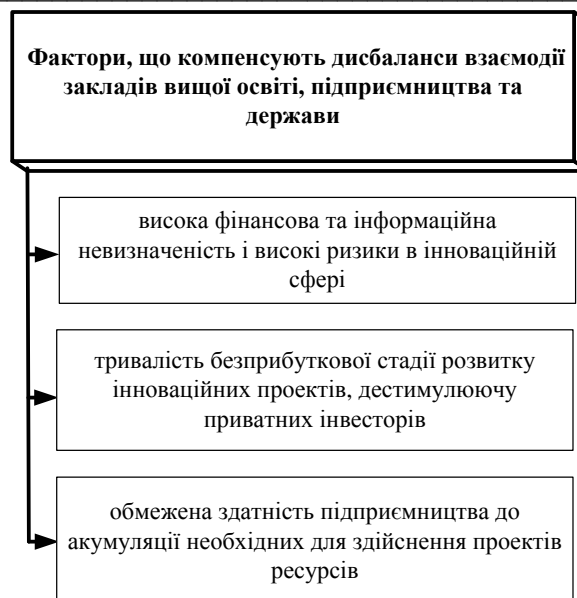 Фактори, що компенсують дисбаланси взаємодії
закладів вищої освіті, підприємництва та
держави
висока фінансова та інформаційна
невизначеність і високі ризики в інноваційній
сфері
тривалість безприбуткової стадії розвитку
інноваційних проектів, дестимулюючу
приватних інвесторів
обмежена здатність підприємництва до
акумуляції необхідних для здійснення проектів
ресурсів